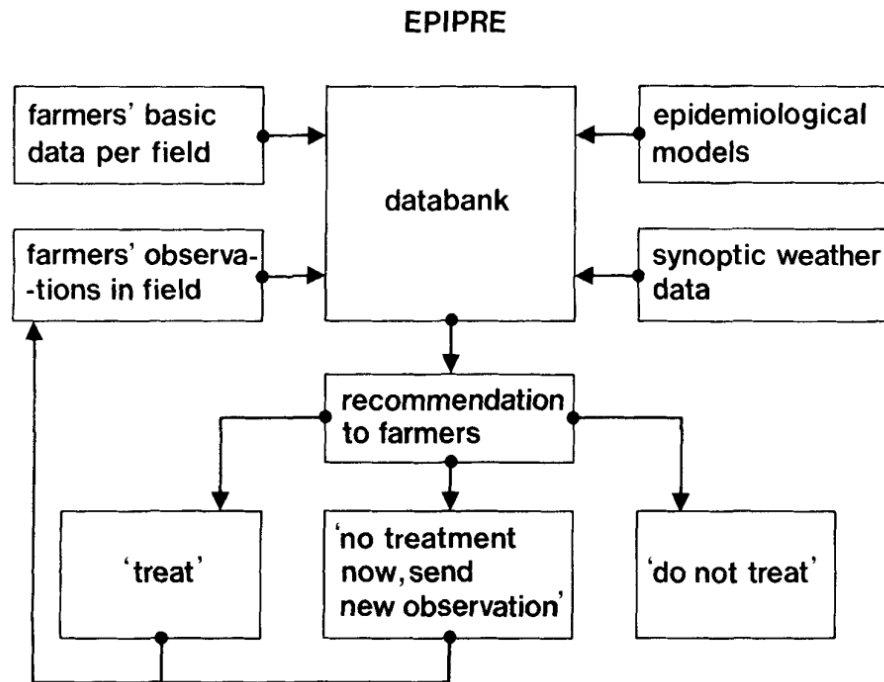 EPIPRE
farmers' basic
data per field
databank
epidemiological
models
farmers' observa-
-tions in field
synoptic weather
data
recommendation
to farmers
'treat'
'no treatment
now, send
new observation'
'do not treat'